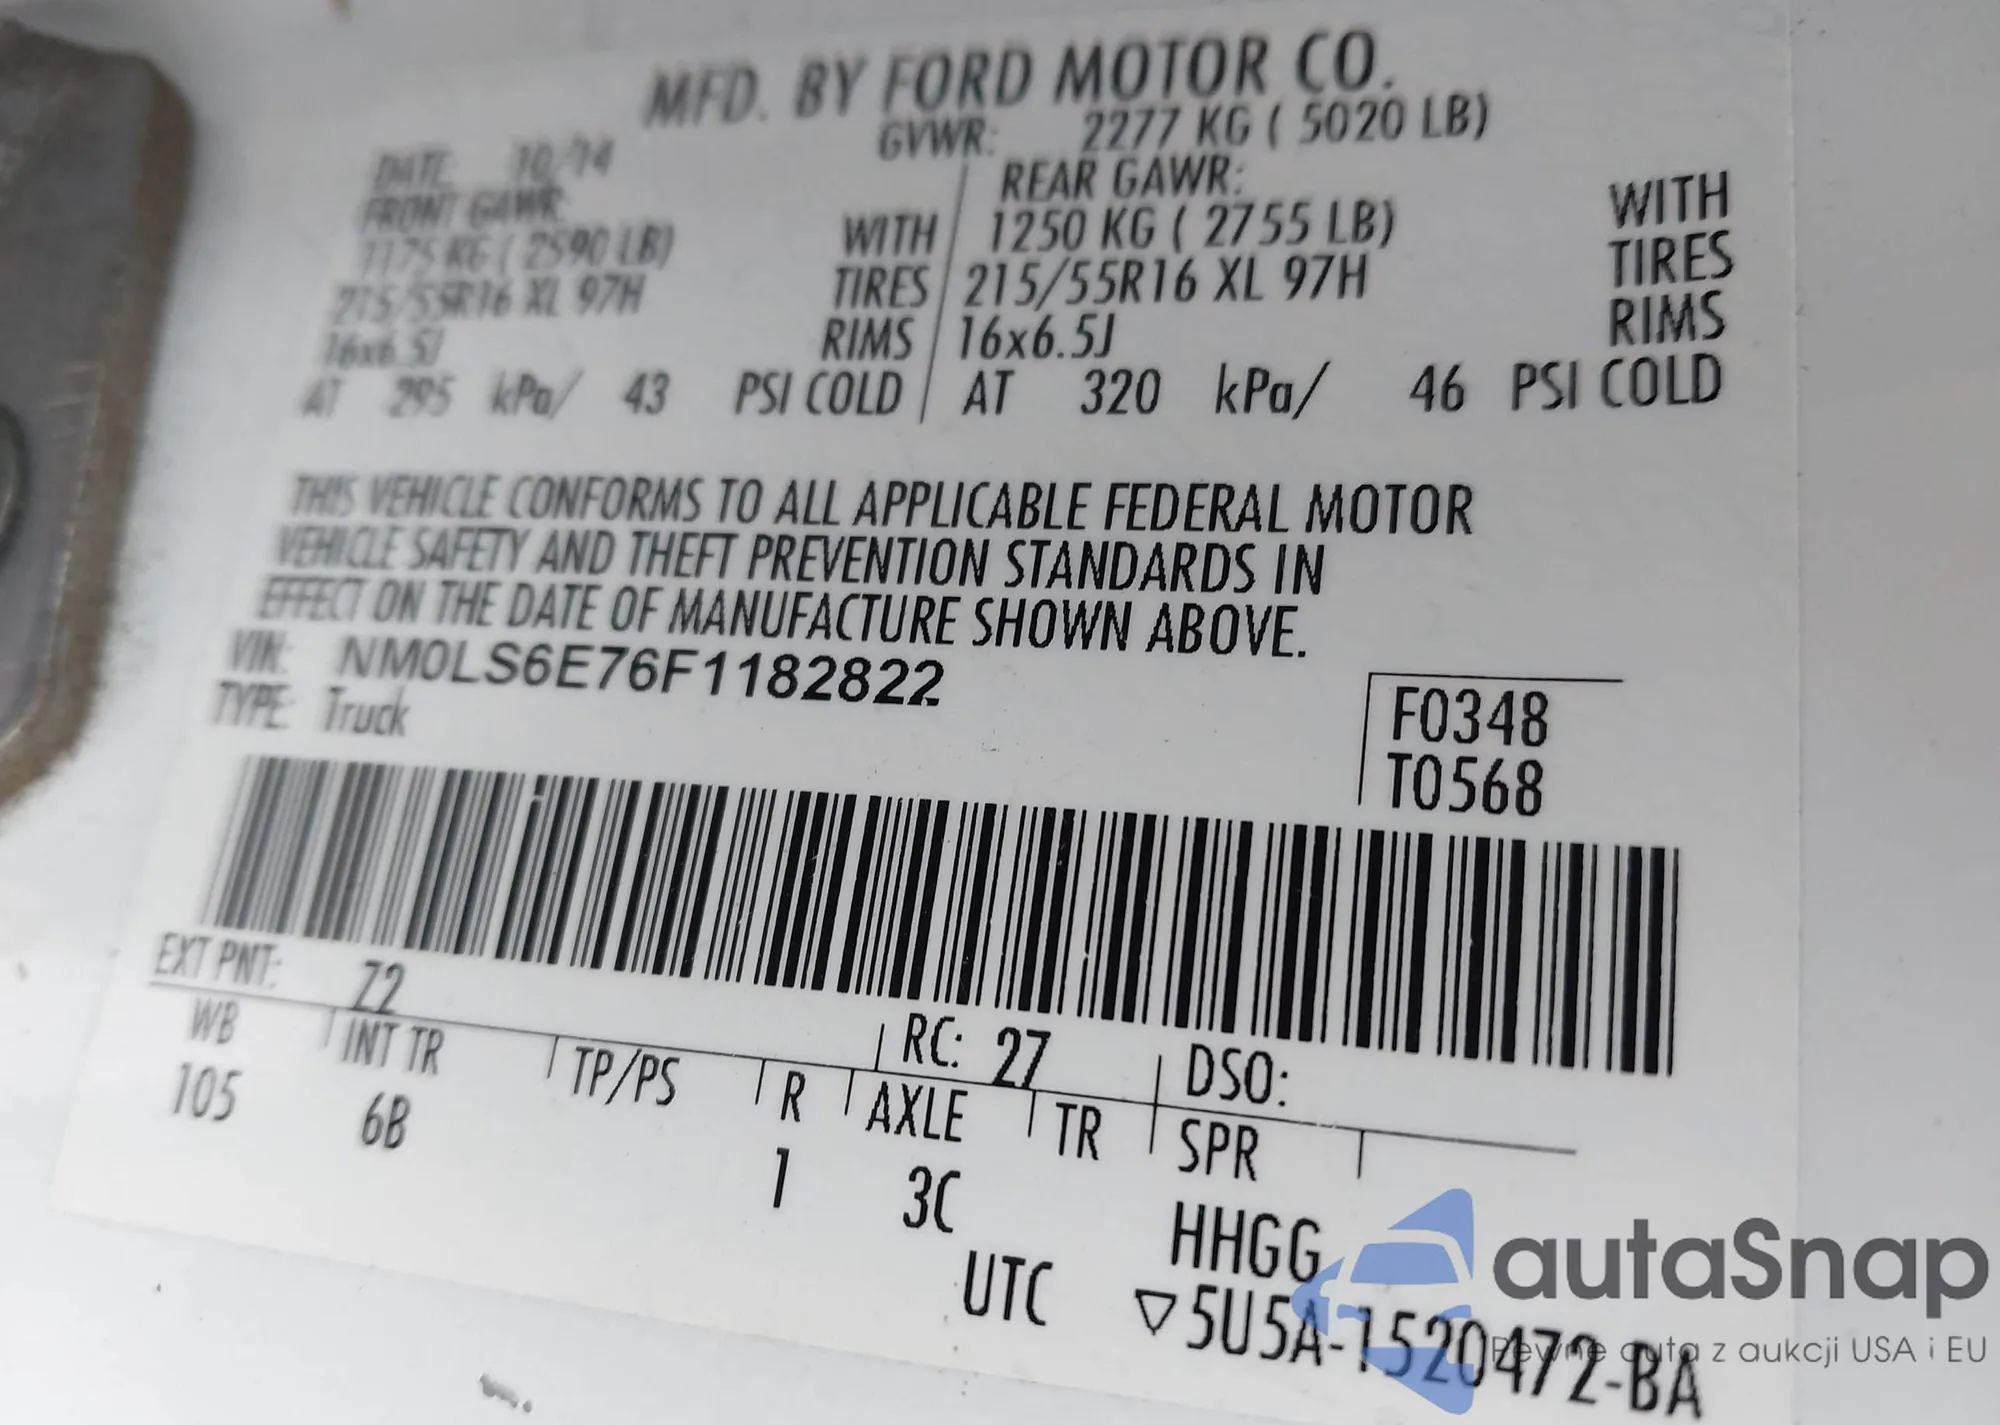 MFD. BY FORD MOTOR CO.
DATE: 10/14 GVWR: 2277 KG ( 5020 LB)
FRONT GAWR: REAR GAWR:
1175 KG ( 2590 LB) WITH 1250 KG ( 2755 LB) WITH
215/55R16 XL 97H TIRES 215/55R16 XL 97H TIRES
16x6.5J RIMS 16x6.5J RIMS
AT 295 kPa/ 43 PSI COLD AT 320 kPa/ 46 PSI COLD
THIS VEHICLE CONFORMS TO ALL APPLICABLE FEDERAL MOTOR
VEHICLE SAFETY AND THEFT PREVENTION STANDARDS IN
EFFECT ON THE DATE OF MANUFACTURE SHOWN ABOVE.
VIN: NM0LS6E76F1182822
TYPE: Truck
F0348
T0568
EXT PNT: Z2 RC: 27 DSO:
WB INT TR TP/PS R AXLE TR SPR
105 6B 1 3C HHGG
UTC ▽5U5A-1520472-BA
autaSnap
Pewne auta z aukcji USA i EU